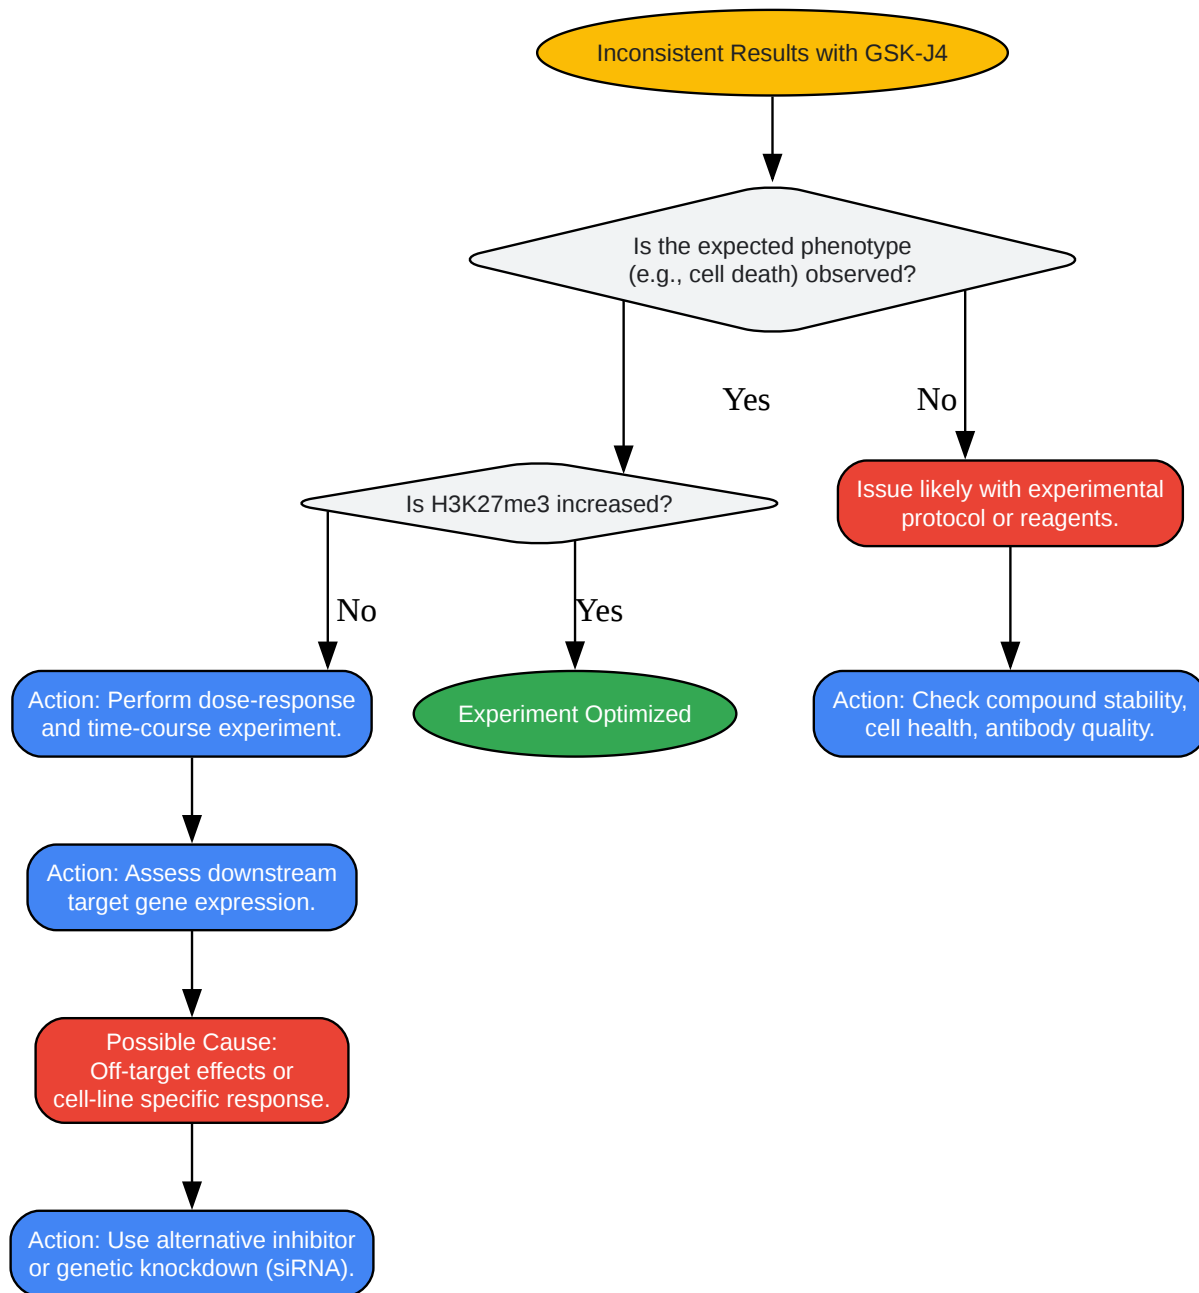 Inconsistent Results with GSK-J4
Is the expected phenotype
(e.g., cell death) observed?
Yes
No
Is H3K27me3 increased?
Issue likely with experimental
protocol or reagents.
No
Yes
Action: Perform dose-response
and time-course experiment.
Experiment Optimized
Action: Check compound stability,
cell health, antibody quality.
Action: Assess downstream
target gene expression.
Possible Cause:
Off-target effects or
cell-line specific response.
Action: Use alternative inhibitor
or genetic knockdown (siRNA).